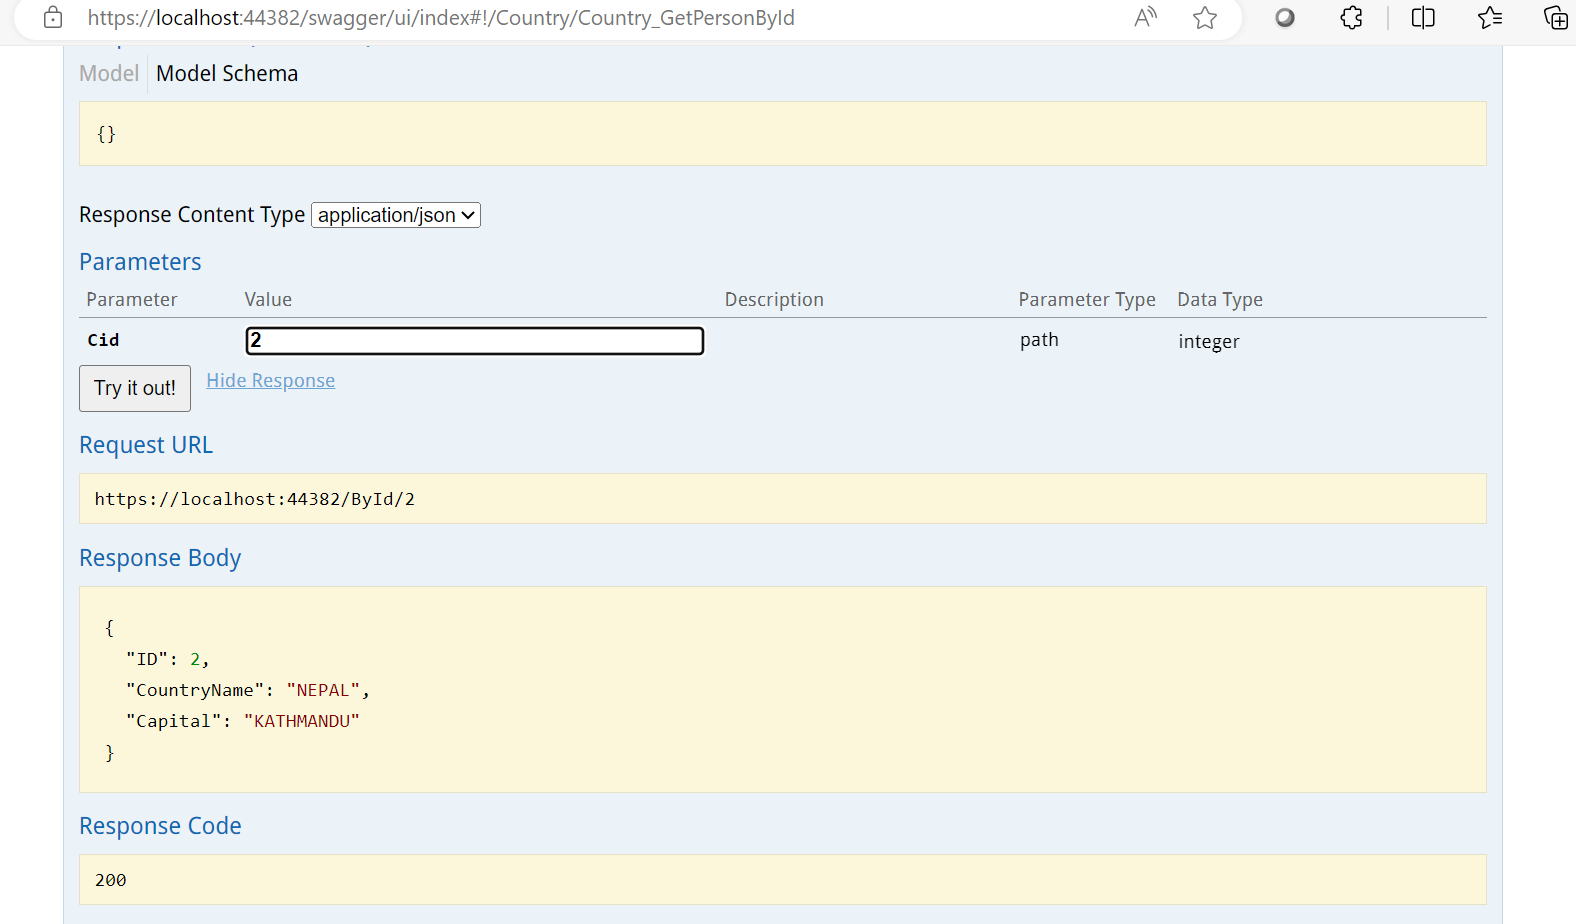 https://localhost:44382/swagger/ui/index#!/Country/Country_GetPersonById
Model Model Schema
{}
Response Content Type application/json
Parameters
Parameter Value Description Parameter Type Data Type
Cid 2 path integer
Try it out! Hide Response
Request URL
https://localhost:44382/ById/2
Response Body
{
"ID": 2,
"CountryName": "NEPAL",
"Capital": "KATHMANDU"
}
Response Code
200